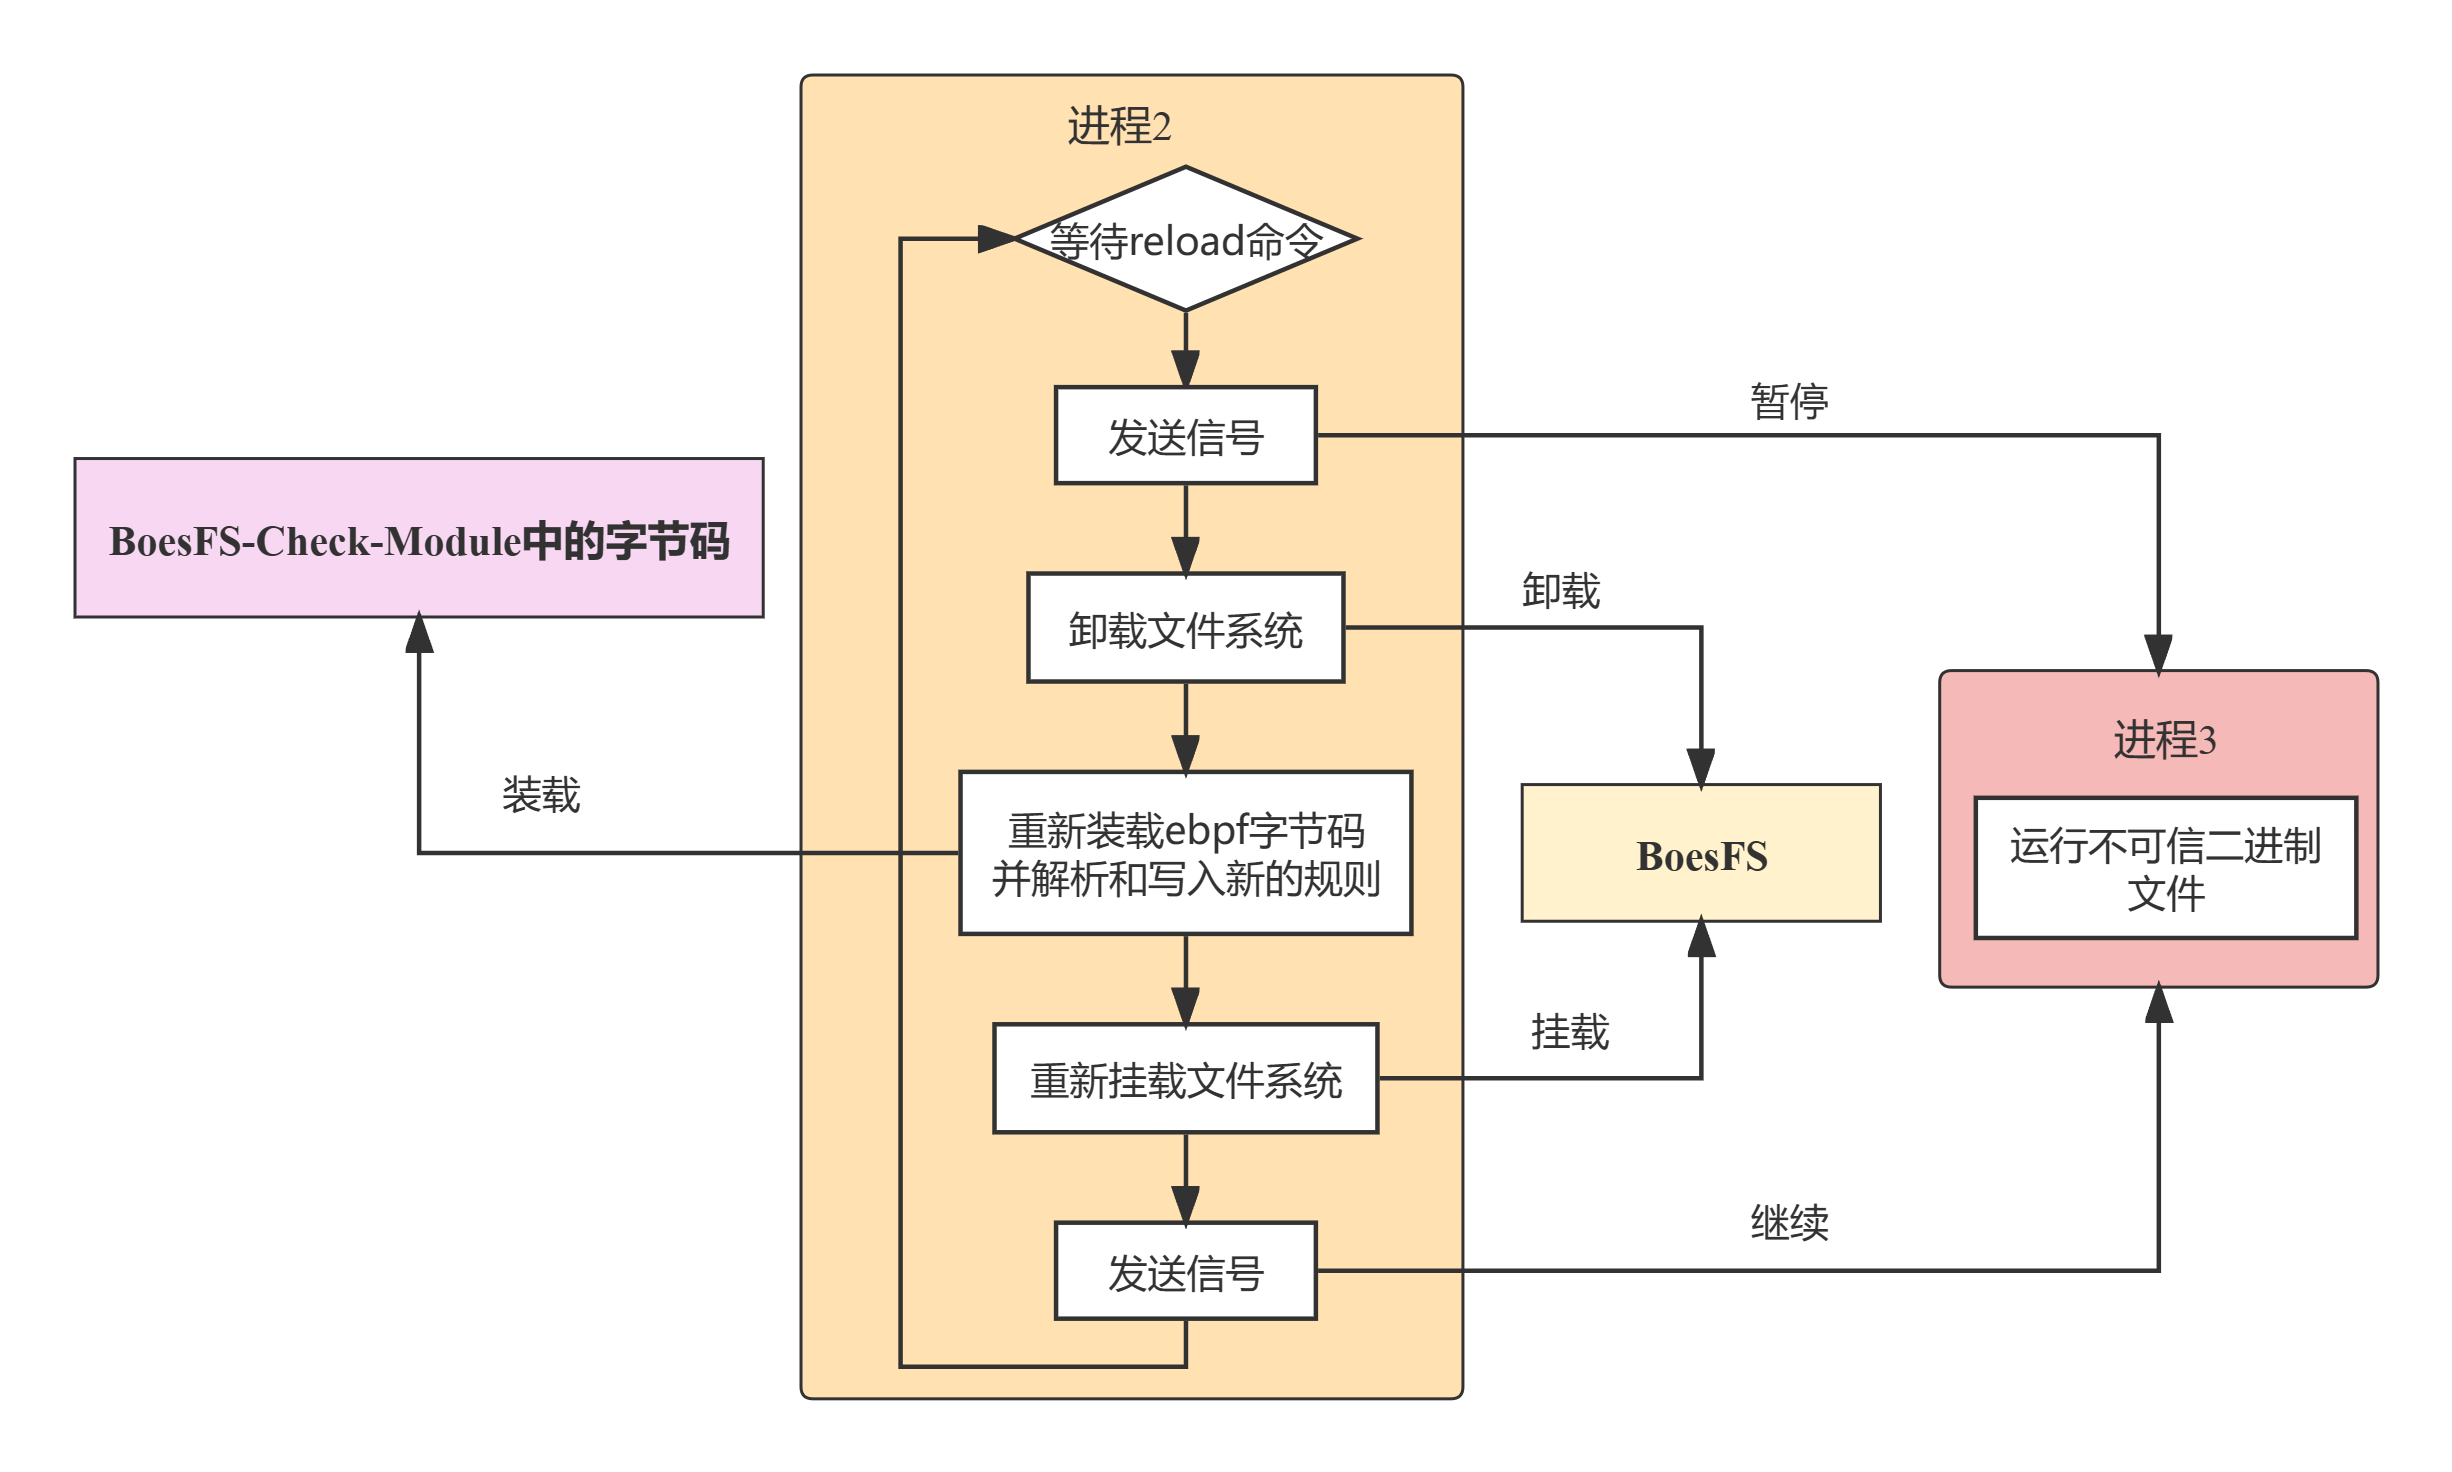 进程2
等待reload命令
发送信号
暂停
BoesFS-Check-Module中的字节码
卸载文件系统
卸载
装载
重新装载ebpf字节码
并解析和写入新的规则
BoesFS
进程3
运行不可信二进制
文件
重新挂载文件系统
挂载
发送信号
继续